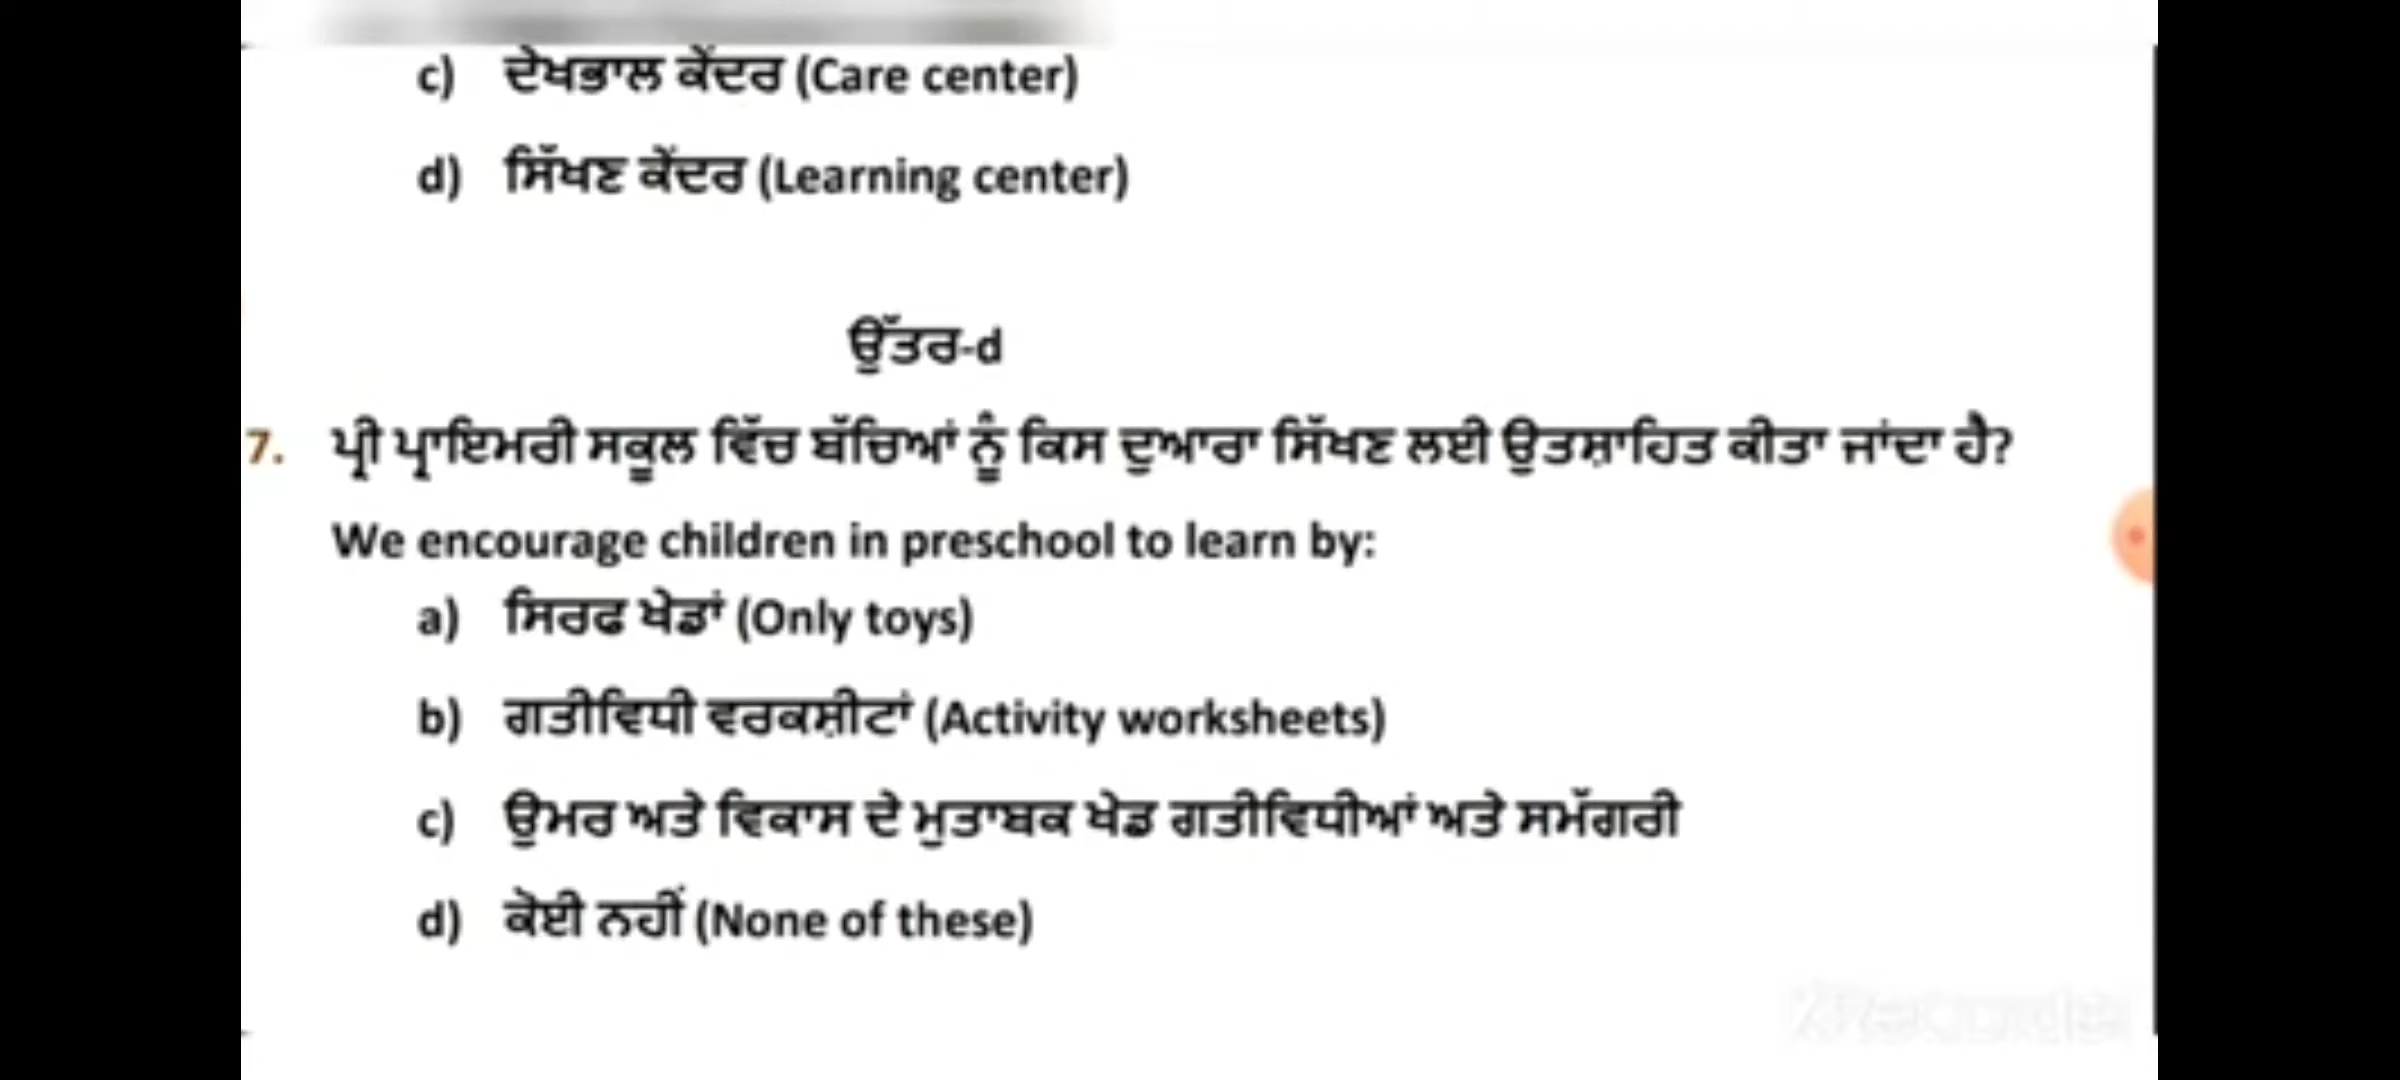 c) ਦੇਖਭਾਲ ਕੇਂਦਰ (Care center)
d) ਸਿੱਖਣ ਕੇਂਦਰ (Learning center)
ਉੱਤਰ-d
7. ਪ੍ਰੀ ਪ੍ਰਾਇਮਰੀ ਸਕੂਲ ਵਿੱਚ ਬੱਚਿਆਂ ਨੂੰ ਕਿਸ ਦੁਆਰਾ ਸਿੱਖਣ ਲਈ ਉਤਸ਼ਾਹਿਤ ਕੀਤਾ ਜਾਂਦਾ ਹੈ?
We encourage children in preschool to learn by:
a) ਸਿਰਫ ਖੇਡਾਂ (Only toys)
b) ਗਤੀਵਿਧੀ ਵਰਕਸ਼ੀਟਾਂ (Activity worksheets)
c) ਉਮਰ ਅਤੇ ਵਿਕਾਸ ਦੇ ਮੁਤਾਬਕ ਖੇਡ ਗਤੀਵਿਧੀਆਂ ਅਤੇ ਸਮੱਗਰੀ
d) ਕੋਈ ਨਹੀਂ (None of these)